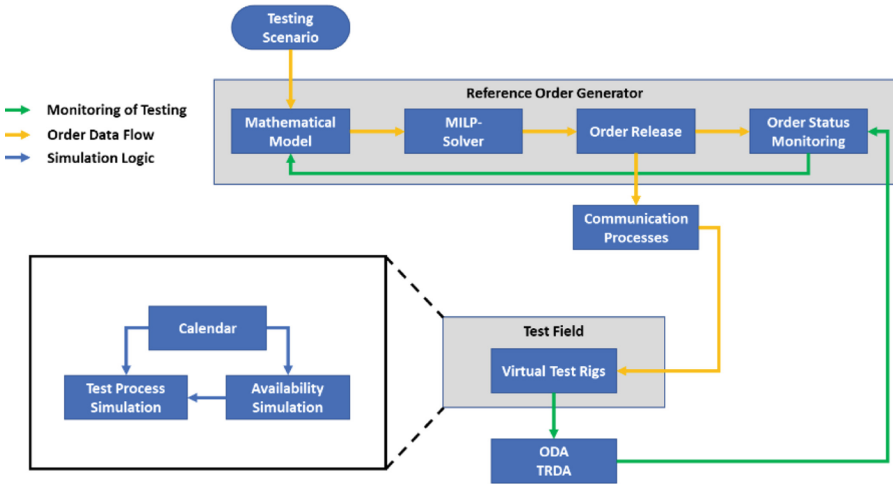 Testing
Scenario
Monitoring of Testing
Order Data Flow
Simulation Logic
Reference Order Generator
Mathematical
Model
MILP-
Solver
Order Release
Order Status
Monitoring
Communication
Processes
Calendar
Test Process
Simulation
Availability
Simulation
Test Field
Virtual Test Rigs
ODA
TRDA